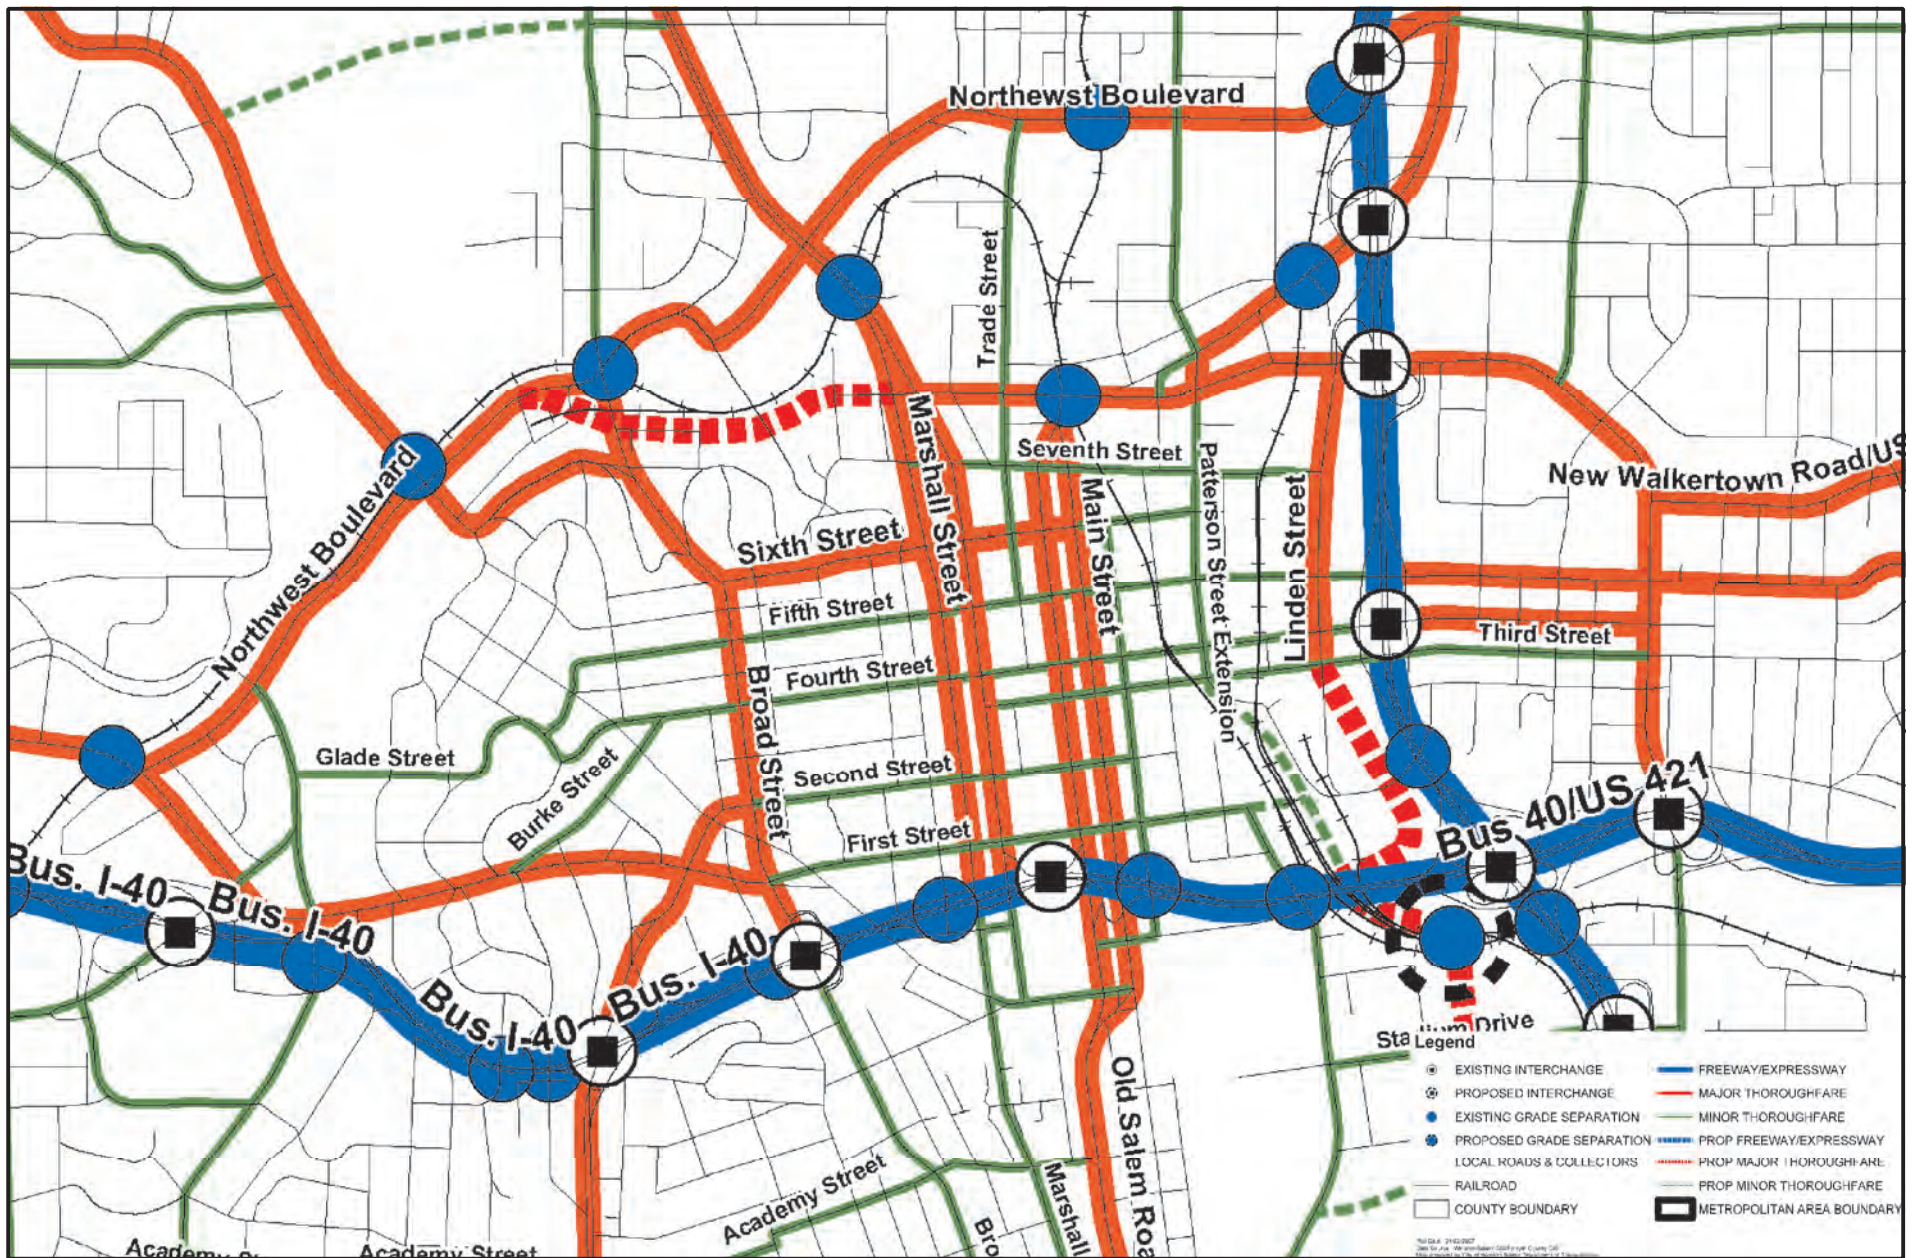 Northewst Boulevard
Trade Street
Marshall Street
Seventh Street
Patterson Street Extension
New Walkertown Road/US
Northwest Boulevard
Sixth Street
Main Street
Linden Street
Fifth Street
Third Street
Fourth Street
Broad Street
Glade Street
Second Street
Burke Street
First Street
Bus 40/US 421
Bus. I-40
Bus. I-40
Bus. I-40
Bus. I-40
Drive
Old Salem Roa
Academy Street
Marshall
Bro
Academy
Academy Street
Legend
EXISTING INTERCHANGE
PROPOSED INTERCHANGE
EXISTING GRADE SEPARATION
PROPOSED GRADE SEPARATION
LOCAL ROADS & COLLECTORS
RAILROAD
COUNTY BOUNDARY
FREEWAY/EXPRESSWAY
MAJOR THOROUGHFARE
MINOR THOROUGHFARE
PROP FREEWAY/EXPRESSWAY
PROP MAJOR THOROUGHFARE
PROP MINOR THOROUGHFARE
METROPOLITAN AREA BOUNDARY